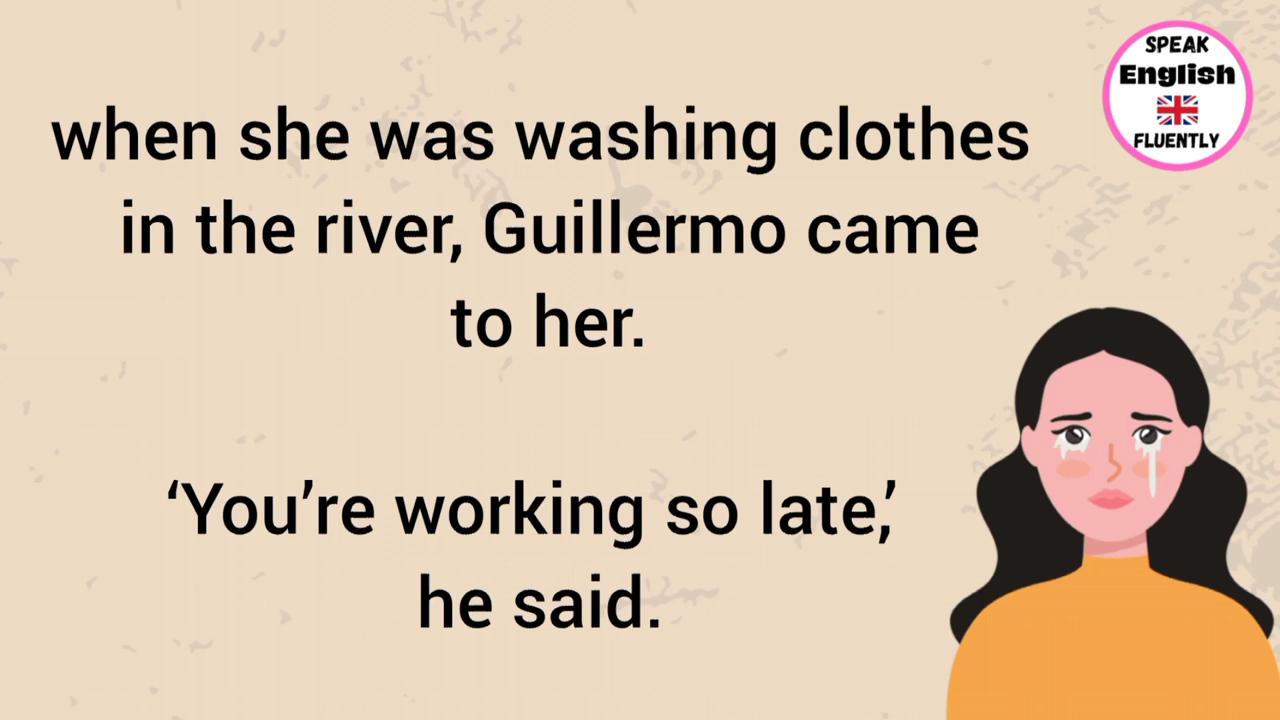 when she was washing clothes
in the river, Guillermo came
to her.
‘You’re working so late,’
he said.
SPEAK
English
FLUENTLY